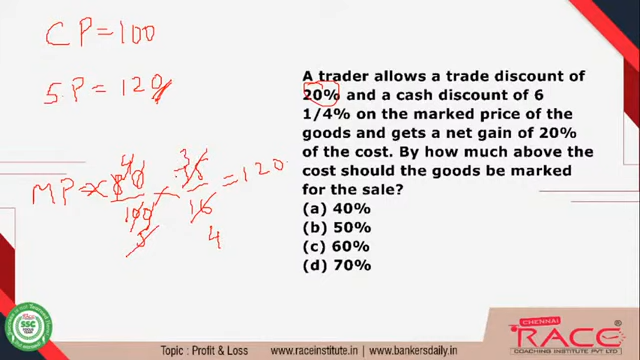 CP=100
SP=120
MP=× 80/100 × 15/16 =120
4
3
5
4
A trader allows a trade discount of
20% and a cash discount of 6
1/4% on the marked price of the
goods and gets a net gain of 20%
of the cost. By how much above the
cost should the goods be marked
for the sale?
(a) 40%
(b) 50%
(c) 60%
(d) 70%
SSC
Topic : Profit & Loss
www.raceinstitute.in | www.bankersdaily.in
CHENNAI
RACE
COACHING INSTITUTE PVT LTD